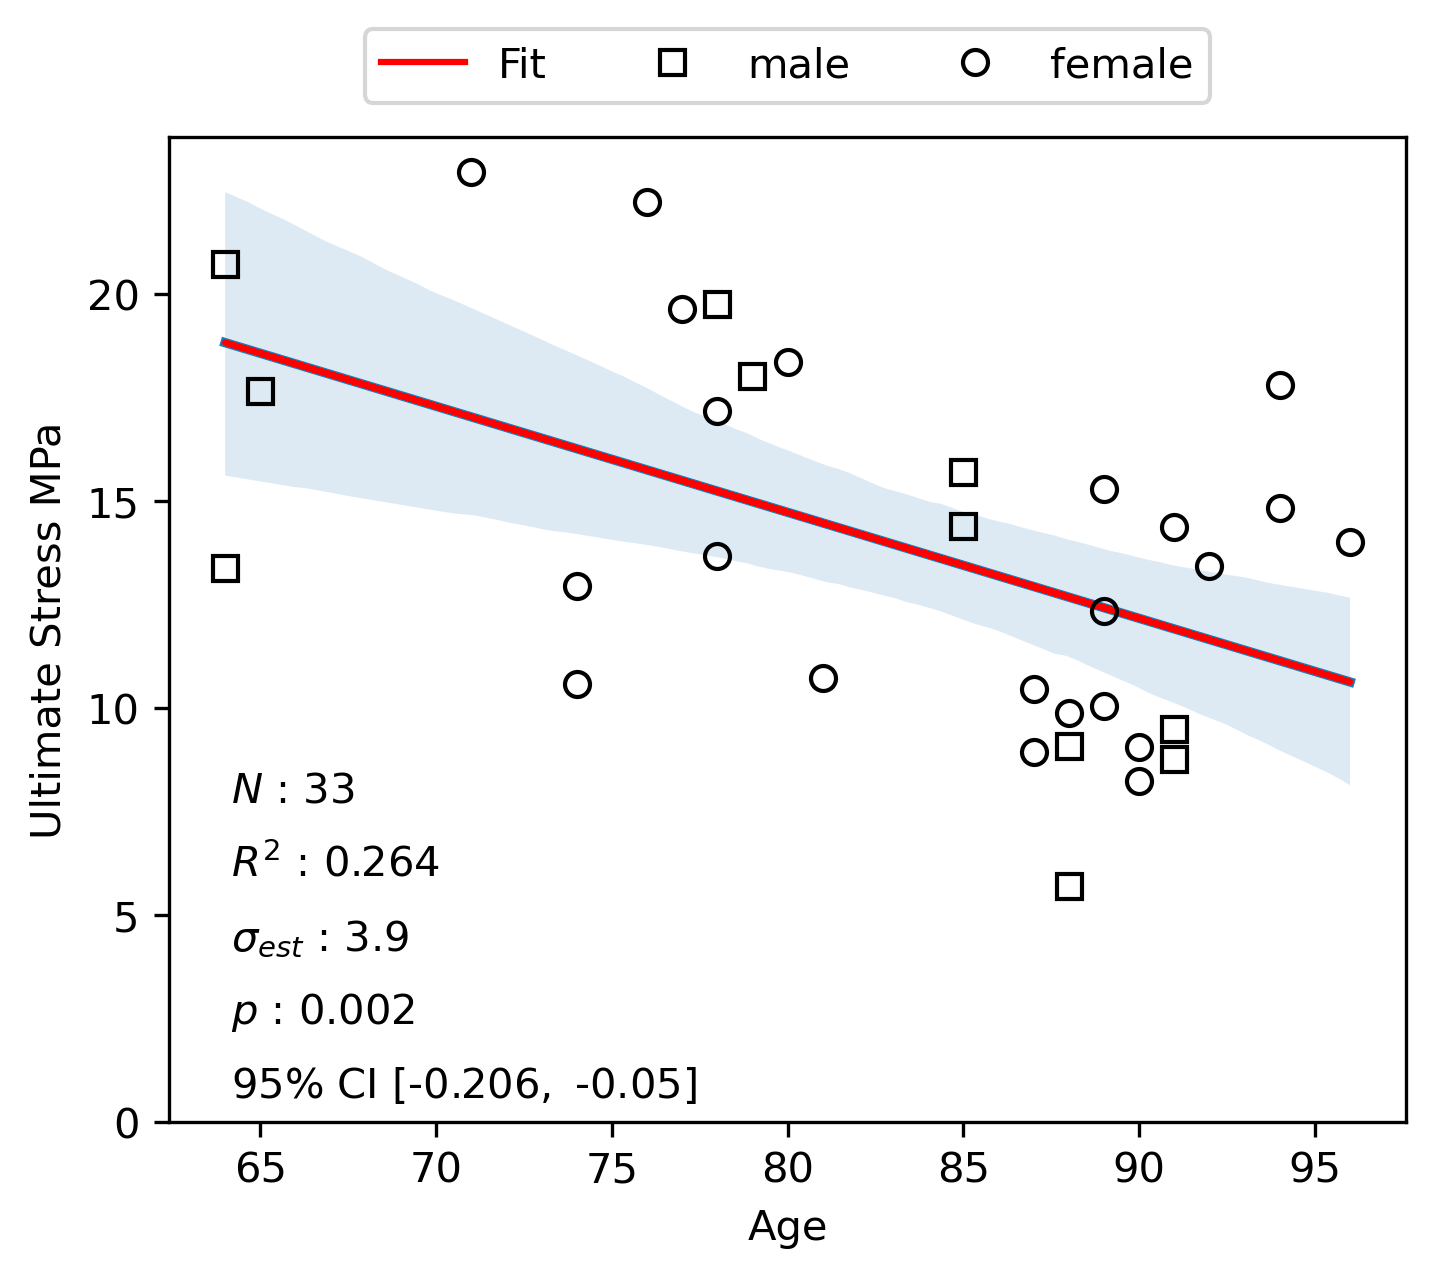 Fit male female
Ultimate Stress MPa
20
15
10
5
0
N : 33
R² : 0.264
σest : 3.9
p : 0.002
95% CI [-0.206, -0.05]
65 70 75 80 85 90 95
Age